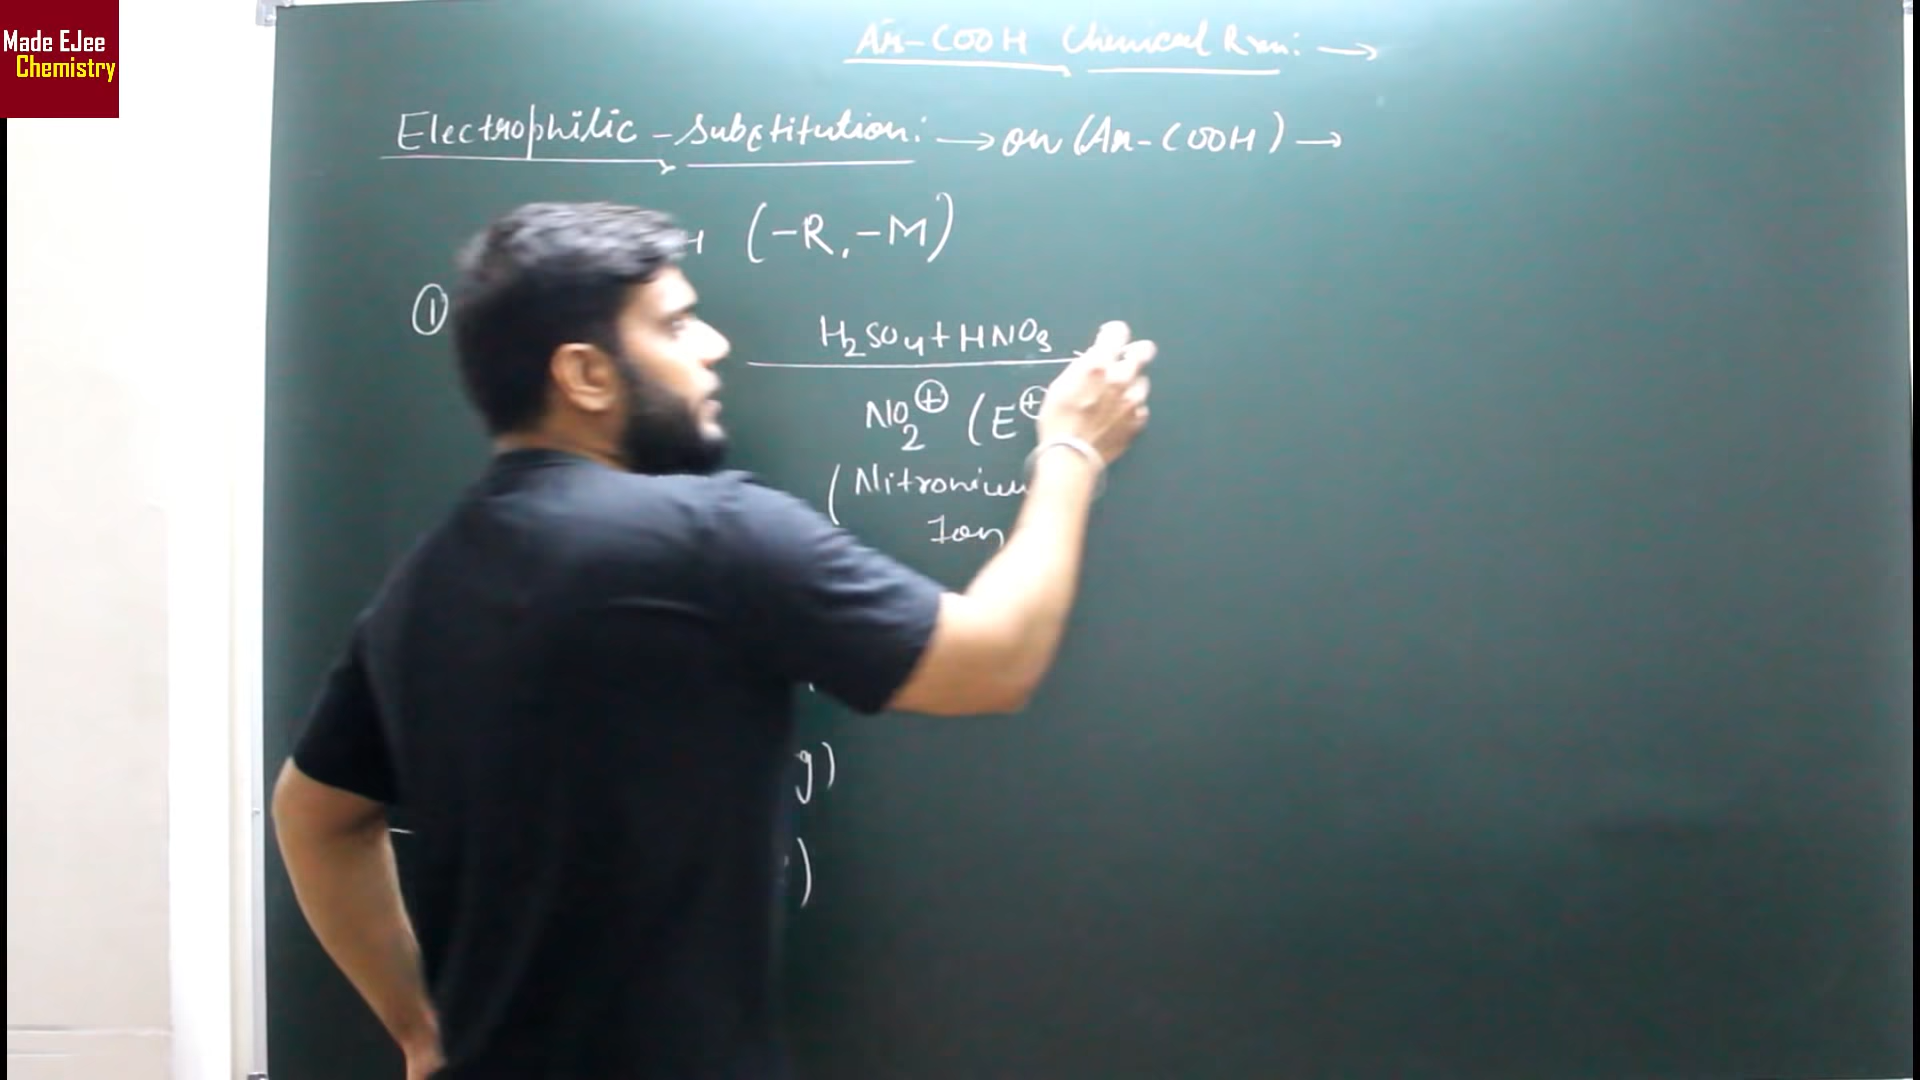 Made EJee
Chemistry
Ar-COOH Chemical Rxn: →
Electrophilic - substitution: → on (Ar-COOH) →
H (-R, -M)
①
H2SO4 + HNO3
NO2⊕ (E⊕
(Nitronium
Ion
g)
)